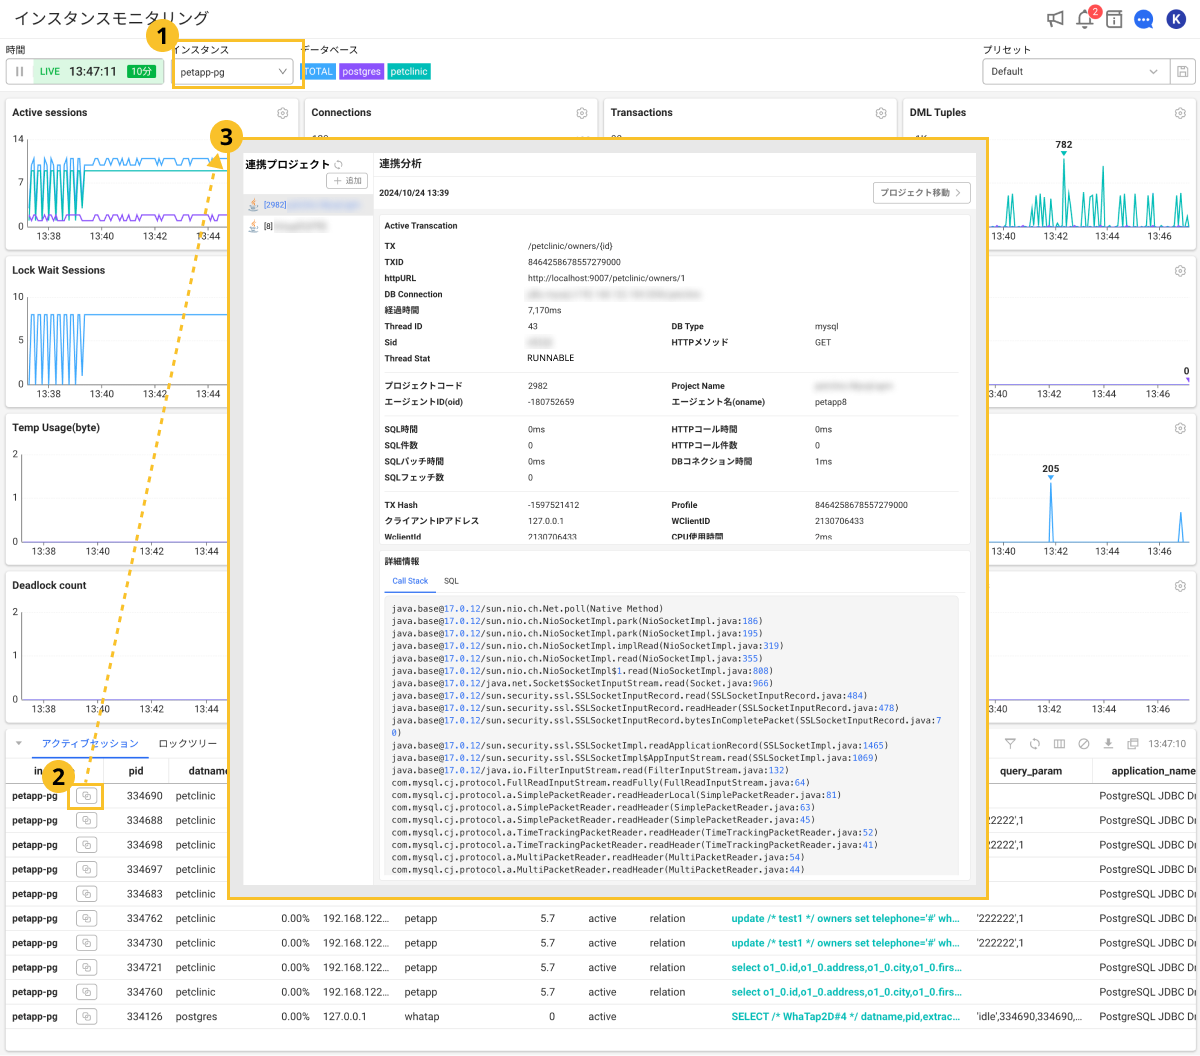 インスタンスモニタリング
2
K
時間
インスタンス
データベース
プリセット
LIVE 13:47:11 10分
petapp-pg
TOTAL postgres petclinic
Default
1
Active sessions
Connections
Transactions
DML Tuples
14
7
0
13:38 13:40 13:42 13:44
782
13:40 13:42 13:44 13:46
Lock Wait Sessions
10
5
0
13:38 13:40 13:42 13:44
0
3:40 13:42 13:44 13:46
Temp Usage(byte)
2
1
0
13:38 13:40 13:42 13:44
205
13:40 13:42 13:44 13:46
Deadlock count
2
1
0
13:38 13:40 13:42 13:44
3:40 13:42 13:44 13:46
3
連携プロジェクト
追加
[2982]
[8]
連携分析
2024/10/24 13:39
プロジェクト移動
Active Transcation
TX /petclinic/owners/{id}
TXID 8464258678557279000
httpURL http://localhost:9007/petclinic/owners/1
DB Connection
経過時間 7,170ms
Thread ID 43 DB Type mysql
Sid HTTPメソッド GET
Thread Stat RUNNABLE
プロジェクトコード 2982 Project Name
エージェントID(oid) -180752659 エージェント名(oname) petapp8
SQL時間 0ms HTTPコール時間 0ms
SQL件数 0 HTTPコール件数 0
SQLパッチ時間 0ms DBコネクション時間 1ms
SQLフェッチ数 0
TX Hash -1597521412 Profile 8464258678557279000
クライアントIPアドレス 127.0.0.1 WClientID 2130706433
WclientId 2130706433 CPU使用時間 2ms
詳細情報
Call Stack SQL
java.base@17.0.12/sun.nio.ch.Net.poll(Native Method)
java.base@17.0.12/sun.nio.ch.NioSocketImpl.park(NioSocketImpl.java:186)
java.base@17.0.12/sun.nio.ch.NioSocketImpl.park(NioSocketImpl.java:195)
java.base@17.0.12/sun.nio.ch.NioSocketImpl.implRead(NioSocketImpl.java:319)
java.base@17.0.12/sun.nio.ch.NioSocketImpl.read(NioSocketImpl.java:355)
java.base@17.0.12/sun.nio.ch.NioSocketImpl$1.read(NioSocketImpl.java:808)
java.base@17.0.12/java.net.Socket$SocketInputStream.read(Socket.java:966)
java.base@17.0.12/sun.security.ssl.SSLSocketInputRecord.read(SSLSocketInputRecord.java:484)
java.base@17.0.12/sun.security.ssl.SSLSocketInputRecord.readHeader(SSLSocketInputRecord.java:478)
java.base@17.0.12/sun.security.ssl.SSLSocketInputRecord.bytesInCompletePacket(SSLSocketInputRecord.java:7
0)
java.base@17.0.12/sun.security.ssl.SSLSocketImpl.readApplicationRecord(SSLSocketImpl.java:1465)
java.base@17.0.12/sun.security.ssl.SSLSocketImpl$AppInputStream.read(SSLSocketImpl.java:1069)
java.base@17.0.12/java.io.FilterInputStream.read(FilterInputStream.java:132)
com.mysql.cj.protocol.FullReadInputStream.readFully(FullReadInputStream.java:64)
com.mysql.cj.protocol.a.SimplePacketReader.readHeaderLocal(SimplePacketReader.java:81)
com.mysql.cj.protocol.a.SimplePacketReader.readHeader(SimplePacketReader.java:63)
com.mysql.cj.protocol.a.SimplePacketReader.readHeader(SimplePacketReader.java:45)
com.mysql.cj.protocol.a.TimeTrackingPacketReader.readHeader(TimeTrackingPacketReader.java:52)
com.mysql.cj.protocol.a.TimeTrackingPacketReader.readHeader(TimeTrackingPacketReader.java:41)
com.mysql.cj.protocol.a.MultiPacketReader.readHeader(MultiPacketReader.java:54)
com.mysql.cj.protocol.a.MultiPacketReader.readHeader(MultiPacketReader.java:44)
アクティブセッション ロックツリー 13:47:10
2
in pid datname query_param application_name
petapp-pg 334690 petclinic PostgreSQL JDBC Dr
petapp-pg 334688 petclinic '22222',1 PostgreSQL JDBC Dr
petapp-pg 334698 petclinic '22222',1 PostgreSQL JDBC Dr
petapp-pg 334697 petclinic PostgreSQL JDBC Dr
petapp-pg 334683 petclinic PostgreSQL JDBC Dr
petapp-pg 334762 petclinic 0.00% 192.168.122... petapp 5.7 active relation update /* test1 */ owners set telephone='#' wh... '222222',1 PostgreSQL JDBC Dr
petapp-pg 334730 petclinic 0.00% 192.168.122... petapp 5.7 active relation update /* test1 */ owners set telephone='#' wh... '222222',1 PostgreSQL JDBC Dr
petapp-pg 334721 petclinic 0.00% 192.168.122... petapp 5.7 active relation select o1_0.id,o1_0.address,o1_0.city,o1_0.firs... PostgreSQL JDBC Dr
petapp-pg 334760 petclinic 0.00% 192.168.122... petapp 5.7 active relation select o1_0.id,o1_0.address,o1_0.city,o1_0.firs... PostgreSQL JDBC Dr
petapp-pg 334126 postgres 0.00% 127.0.0.1 whatap 0 active SELECT /* WhaTap2D#4 */ datname,pid,extrac... 'idle',334690,334690,... PostgreSQL JDBC Dr